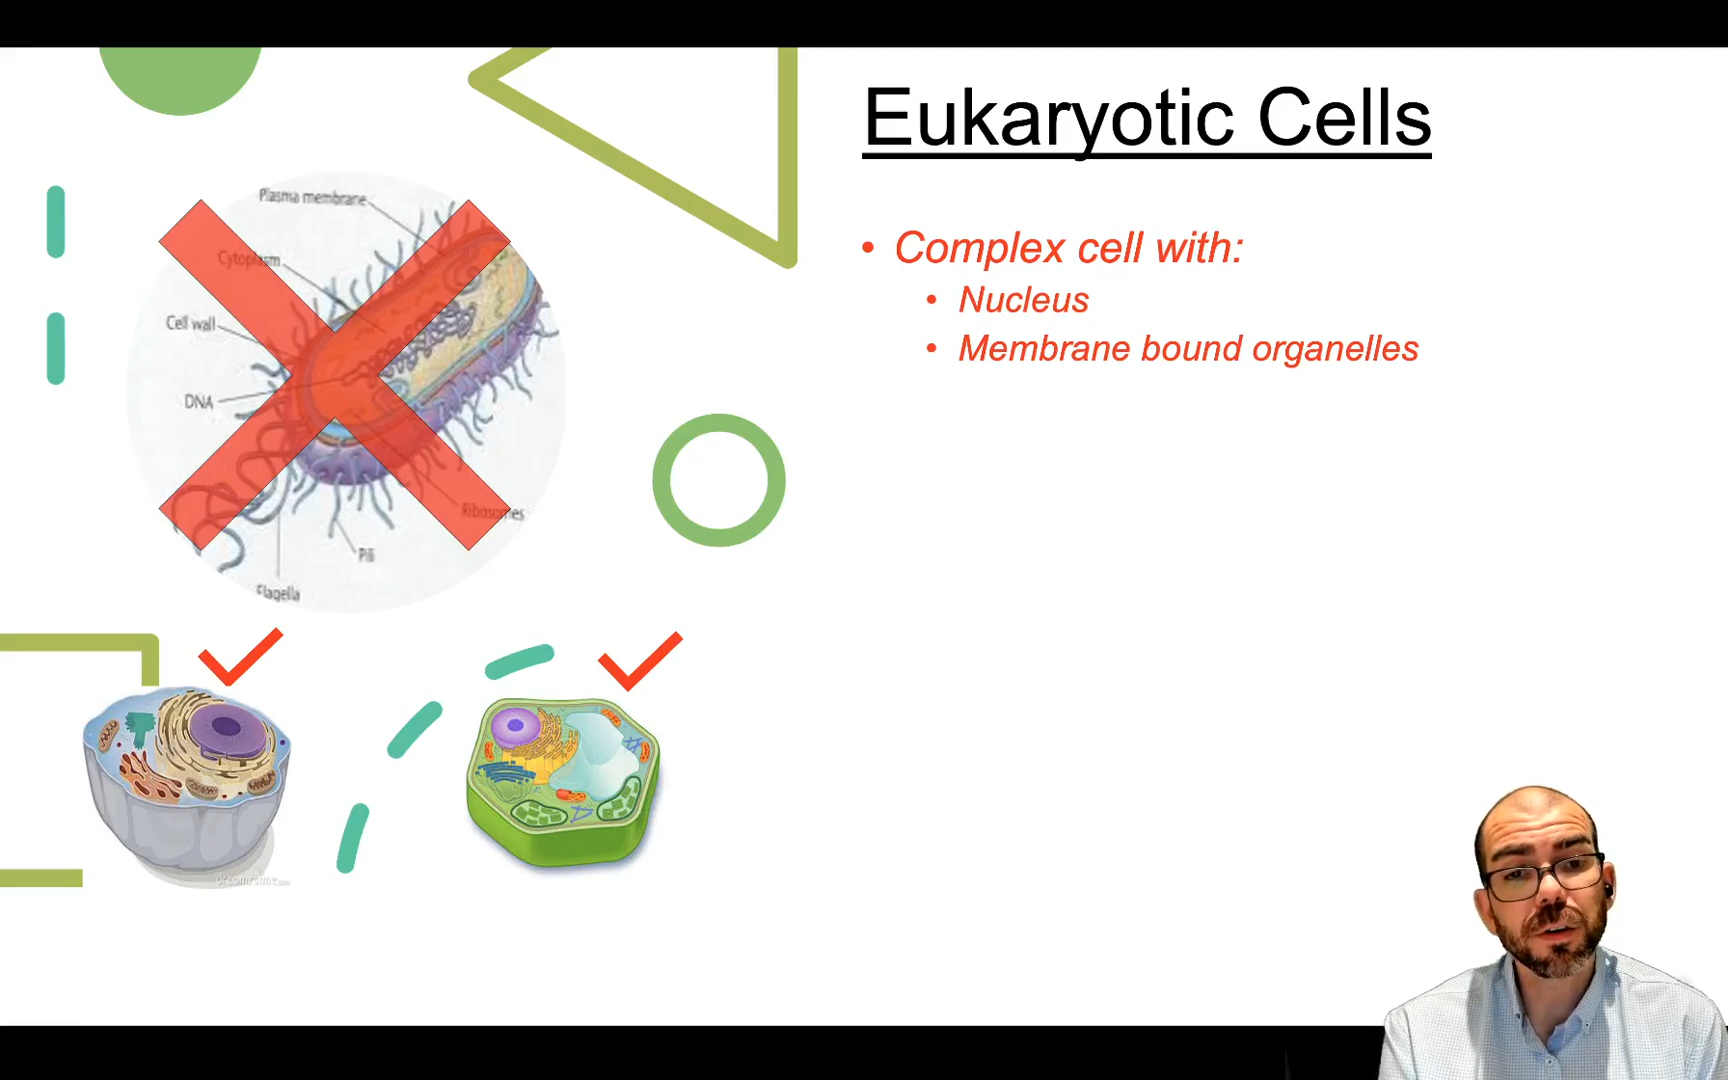 Eukaryotic Cells
• Complex cell with:
• Nucleus
• Membrane bound organelles
Plasma membrane
Cytoplasm
Cell wall
DNA
Ribosomes
Pili
Flagella